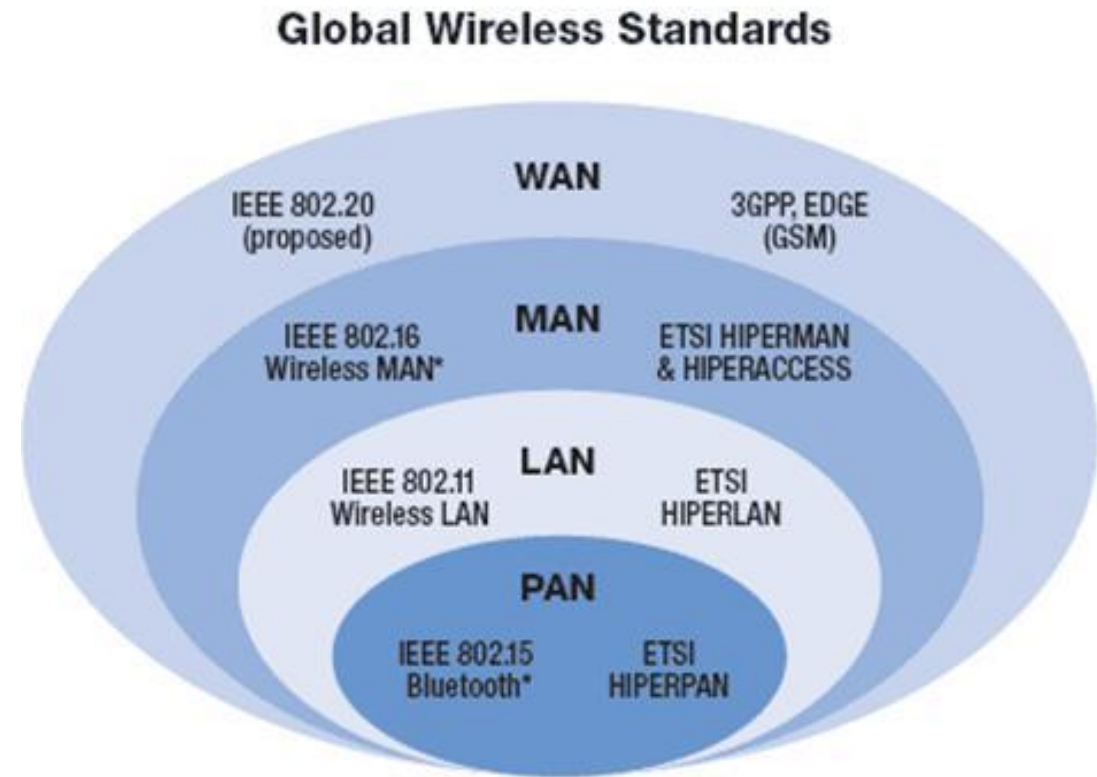 Global Wireless Standards
WAN
IEEE 802.20
(proposed)
3GPP, EDGE
(GSM)
MAN
IEEE 802.16
Wireless MAN*
ETSI HIPERMAN
& HIPERACCESS
LAN
IEEE 802.11
Wireless LAN
ETSI
HIPERLAN
PAN
IEEE 802.15
Bluetooth*
ETSI
HIPERPAN